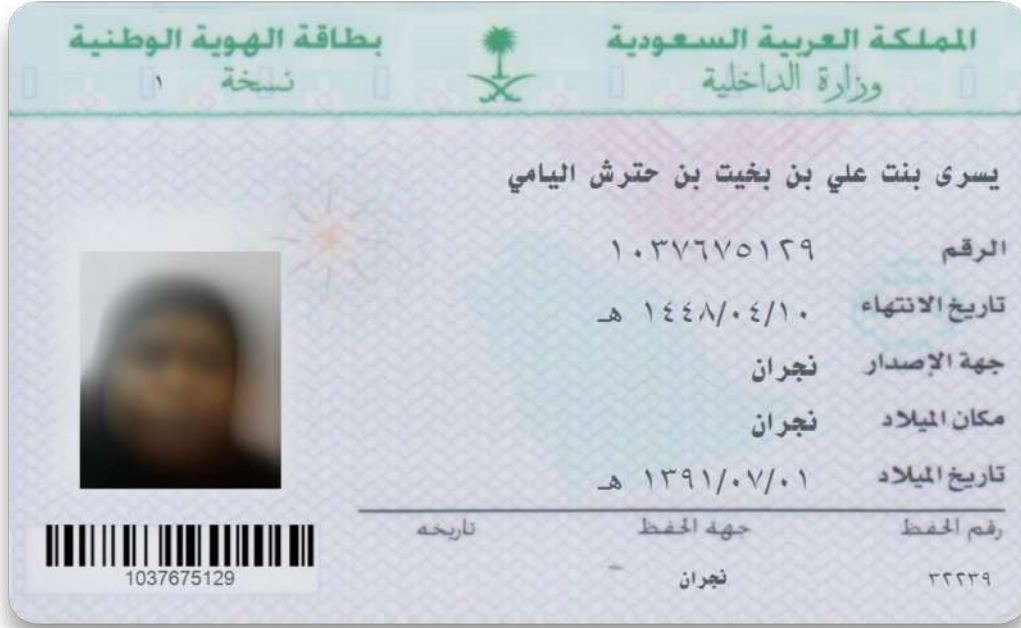 المملكة العربية السعودية
وزارة الداخلية
بطاقة الهوية الوطنية
نسخة ١
يسرى بنت علي بن بخيت بن حترش اليامي
الرقم ١٠٣٧٦٧٥١٢٩
تاريخ الانتهاء ١٤٤٨/٠٤/١٠ هـ
جهة الإصدار نجران
مكان الميلاد نجران
تاريخ الميلاد ١٣٩١/٠٧/٠١ هـ
رقم الحفظ جهة الحفظ تاريخه
٣٢٢٣٩ نجران
1037675129